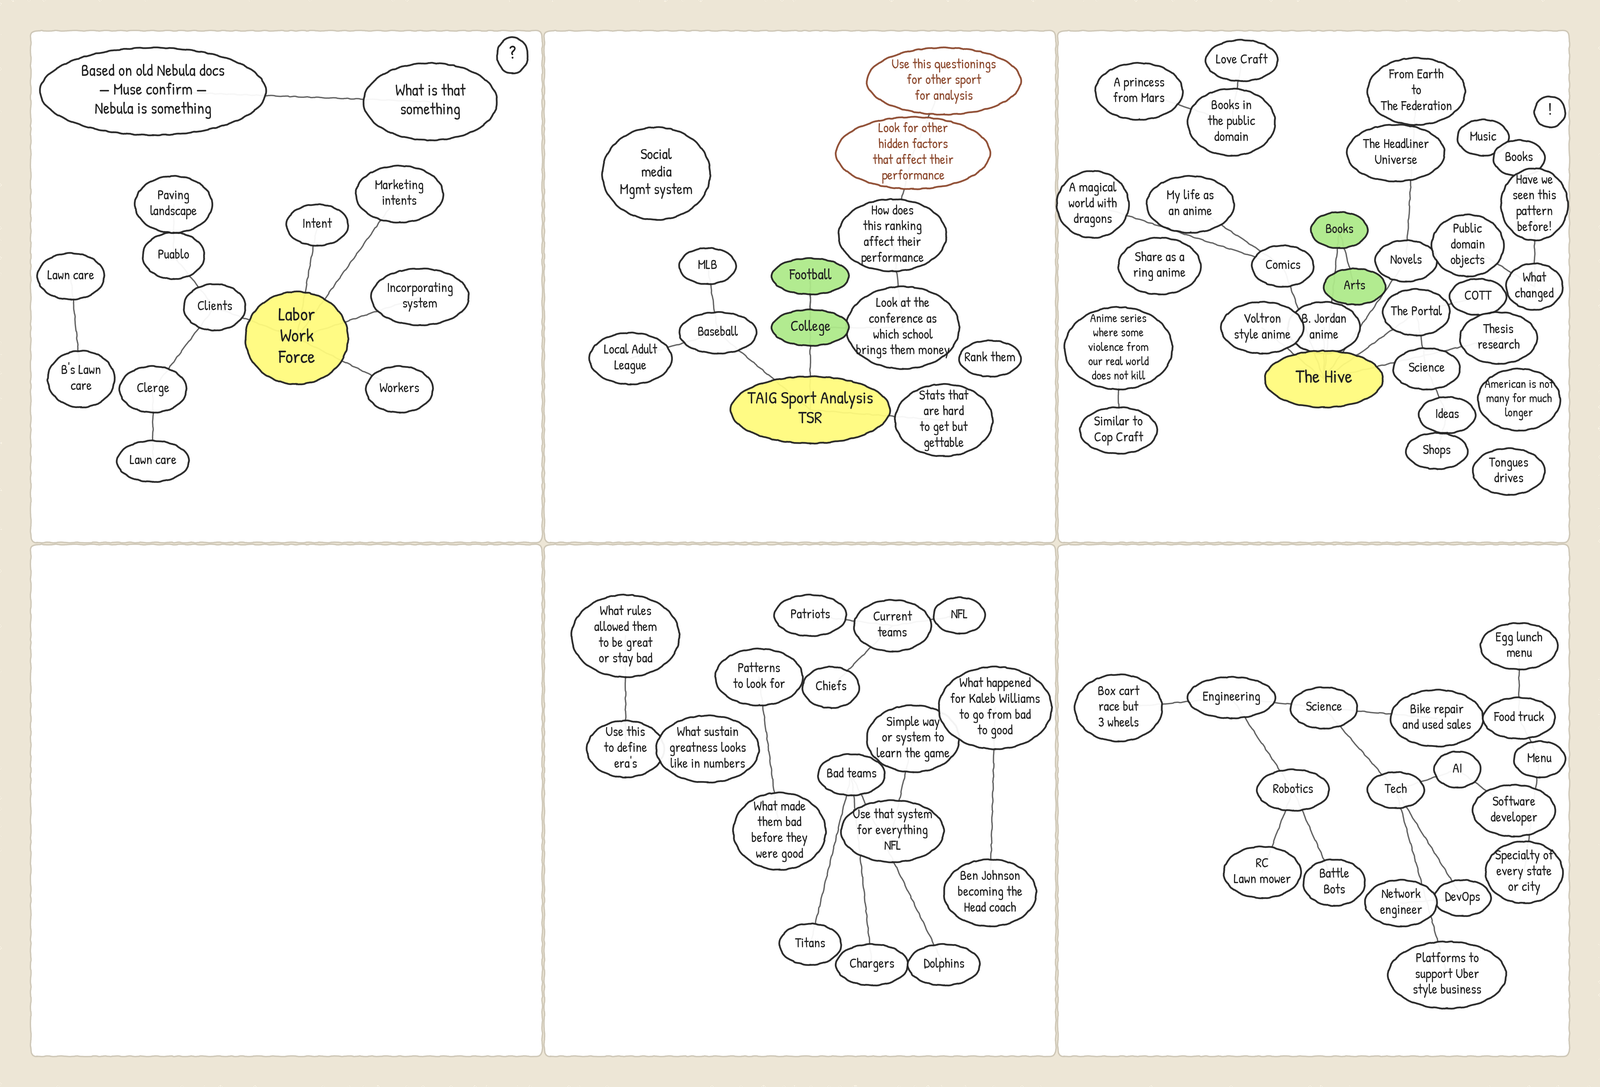 Based on old Nebula docs
— Muse confirm —
Nebula is something
What is that
something
?
Paving
landscape
Puablo
Lawn care
B's Lawn
care
Clients
Clerge
Lawn care
Intent
Marketing
intents
Incorporating
system
Labor
Work
Force
Workers
Use this questionings
for other sport
for analysis
Look for other
hidden factors
that affect their
performance
Social
media
Mgmt system
How does
this ranking
affect their
performance
MLB
Football
College
Baseball
Local Adult
League
Look at the
conference as
which school
brings them money
Rank them
TAIG Sport Analysis
TSR
Stats that
are hard
to get but
gettable
Love Craft
A princess
from Mars
Books in
the public
domain
From Earth
to
The Federation
!
The Headliner
Universe
Music
Books
Have we
seen this
pattern
before!
A magical
world with
dragons
My life as
an anime
Share as a
ring anime
Comics
Books
Arts
Novels
Public
domain
objects
What
changed
COTT
The Portal
Voltron
style anime
B. Jordan
anime
Thesis
research
Anime series
where some
violence from
our real world
does not kill
Similar to
Cop Craft
The Hive
Science
Ideas
Shops
American is not
many for much
longer
Tongues
drives
What rules
allowed them
to be great
or stay bad
Use this
to define
era's
What sustain
greatness looks
like in numbers
Patterns
to look for
What made
them bad
before they
were good
Patriots
Current
teams
NFL
Chiefs
What happened
for Kaleb Williams
to go from bad
to good
Simple way
or system to
learn the game
Bad teams
Use that system
for everything
NFL
Ben Johnson
becoming the
Head coach
Titans
Chargers
Dolphins
Egg lunch
menu
Box cart
race but
3 wheels
Engineering
Science
Bike repair
and used sales
Food truck
Menu
AI
Robotics
Tech
Software
developer
RC
Lawn mower
Battle
Bots
Specialty of
every state
or city
Network
engineer
DevOps
Platforms to
support Uber
style business